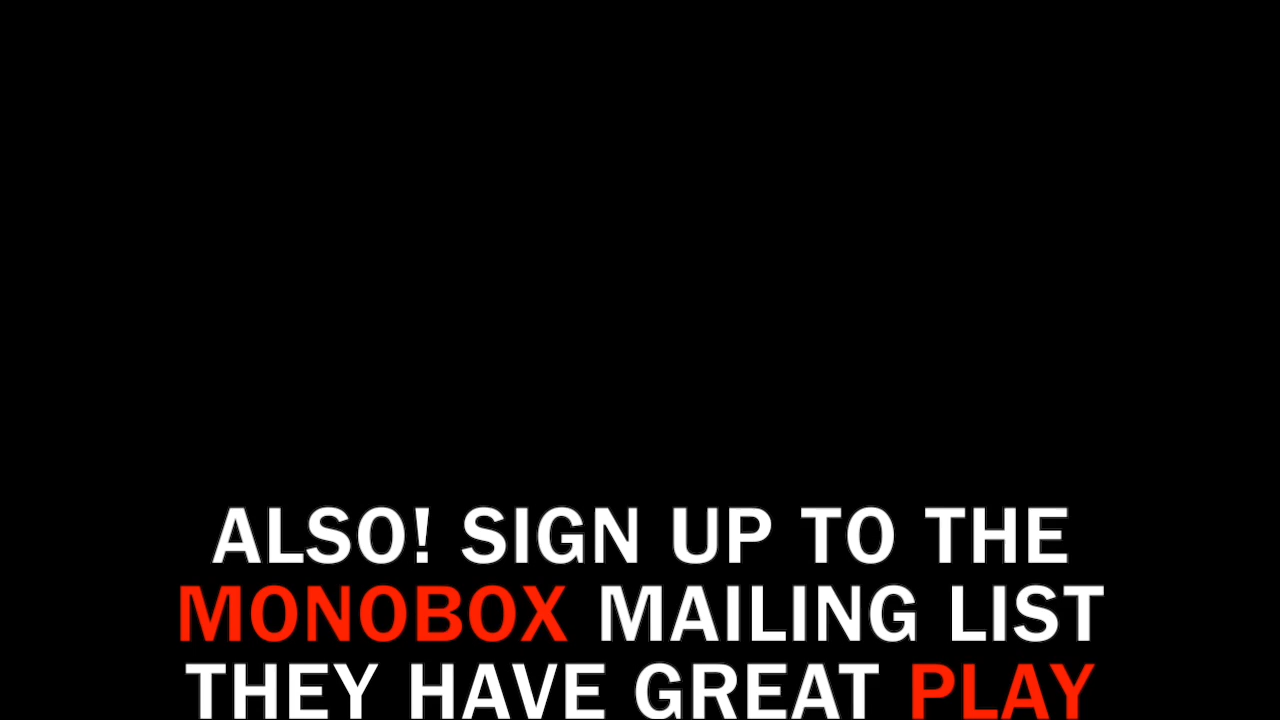 ALSO! SIGN UP TO THE
MONOBOX MAILING LIST
THEY HAVE GREAT PLAY